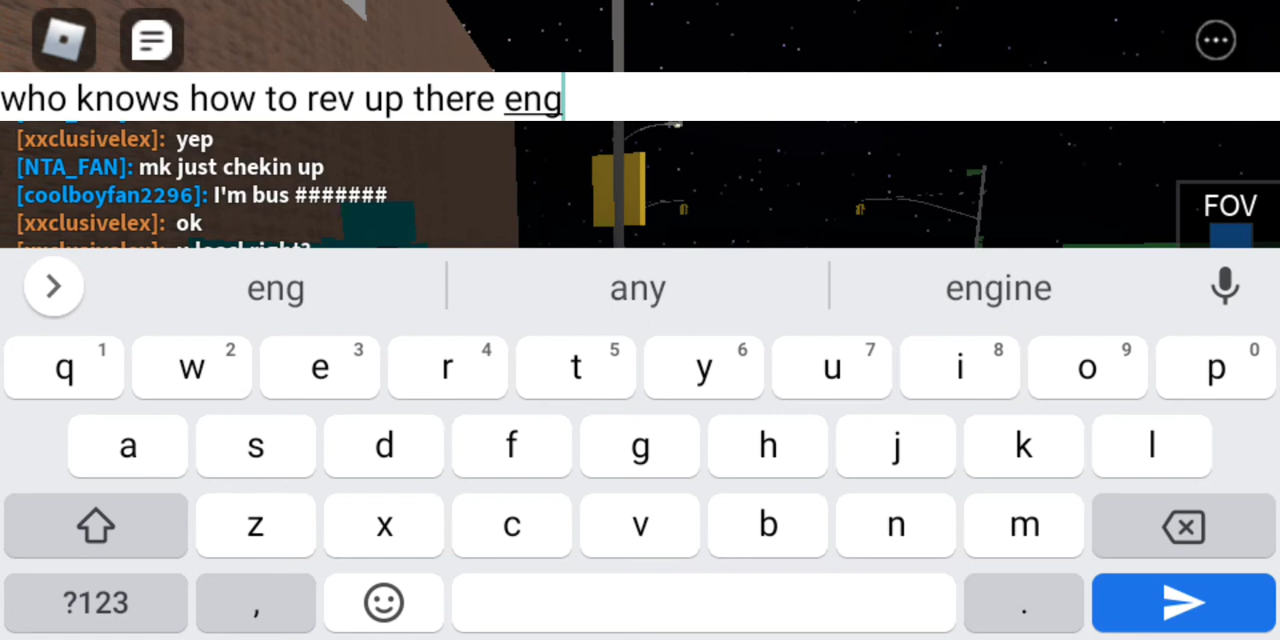 who knows how to rev up there eng
[xxclusivelex]: yep
[NTA_FAN]: mk just chekin up
[coolboyfan2296]: I'm bus #######
[xxclusivelex]: ok
FOV
eng any engine
q 1 w 2 e 3 r 4 t 5 y 6 u 7 i 8 o 9 p 0
a s d f g h j k l
z x c v b n m
?123 , .